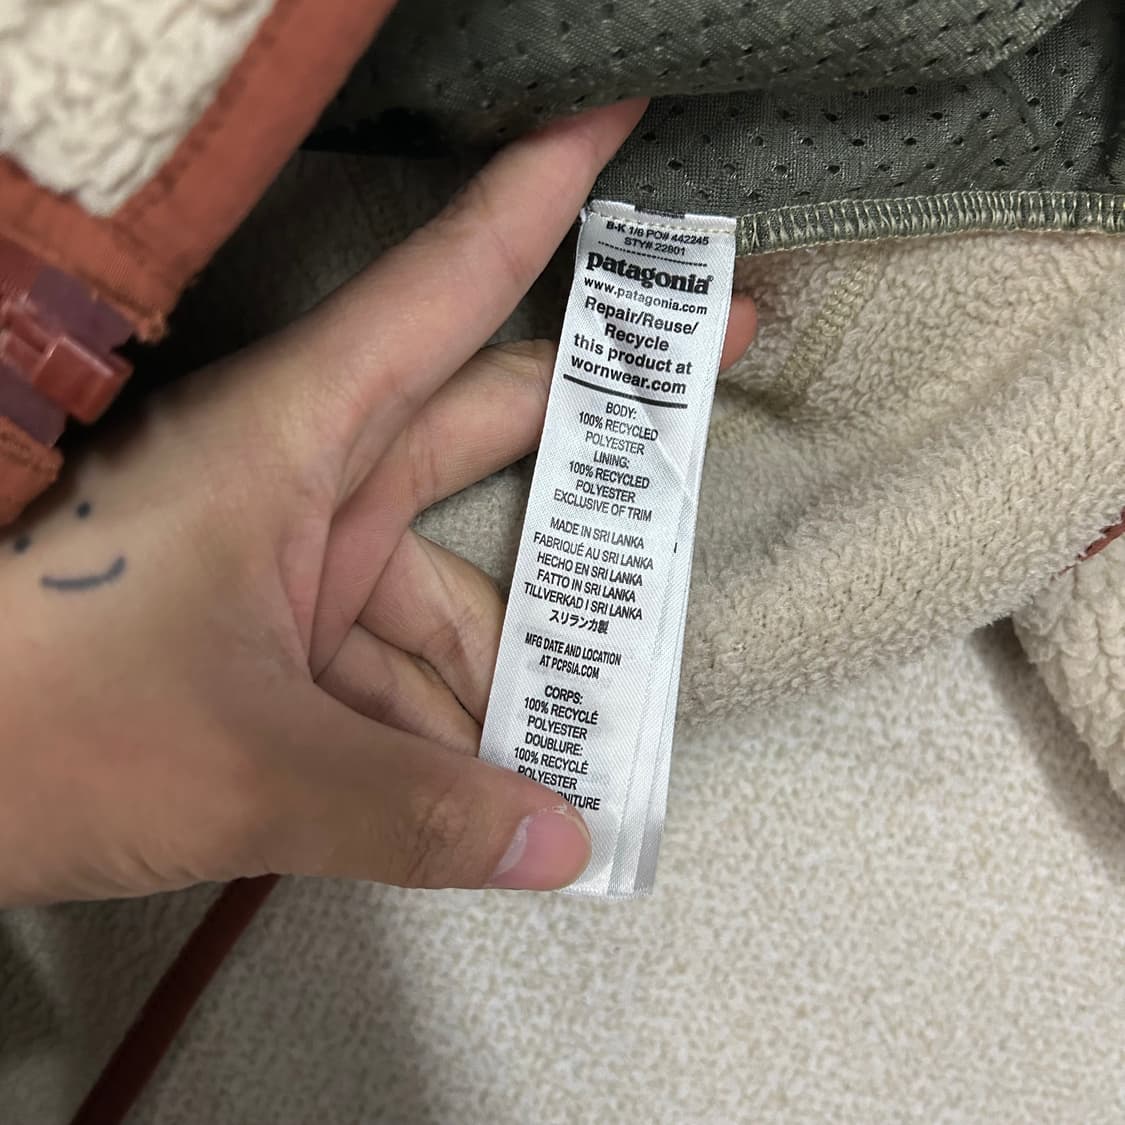 B-K 1/6 PO# 442245
STY# 22801
patagonia®
www.patagonia.com
Repair/Reuse/
Recycle
this product at
wornwear.com
BODY:
100% RECYCLED
POLYESTER
LINING:
100% RECYCLED
POLYESTER
EXCLUSIVE OF TRIM
MADE IN SRI LANKA
FABRIQUÉ AU SRI LANKA
HECHO EN SRI LANKA
FATTO IN SRI LANKA
TILLVERKAD I SRI LANKA
スリランカ製
MFG DATE AND LOCATION
AT PCPSIA.COM
CORPS:
100% RECYCLÉ
POLYESTER
DOUBLURE:
100% RECYCLÉ
POLYESTER